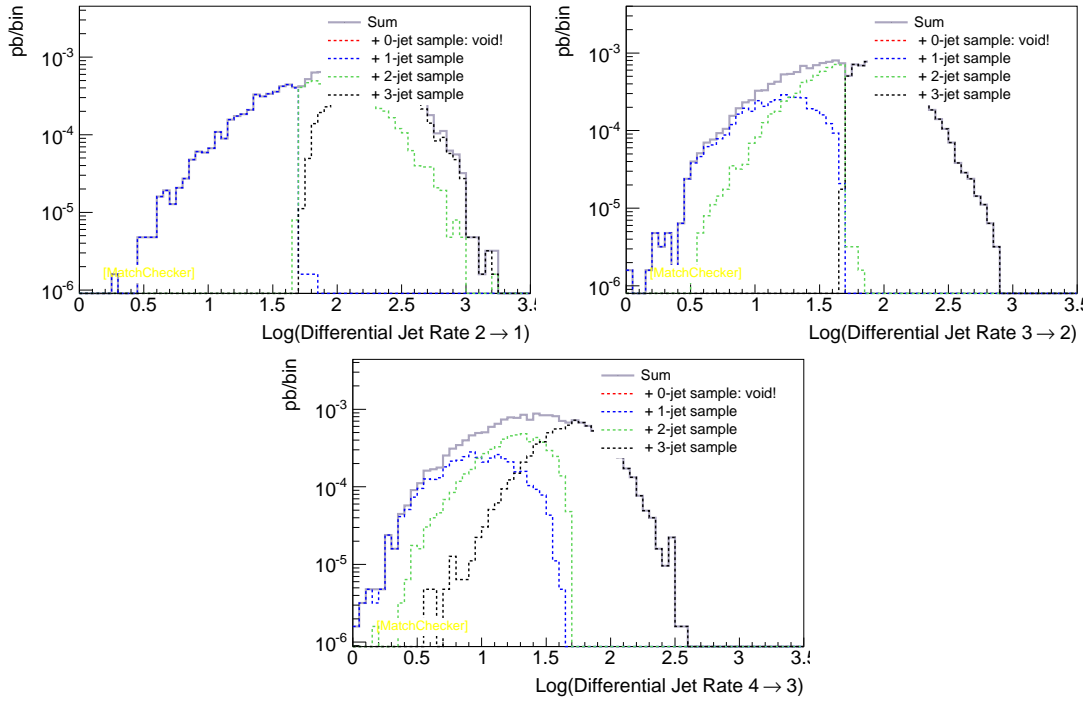 pb/bin
Sum
+ 0-jet sample: void!
+ 1-jet sample
+ 2-jet sample
+ 3-jet sample
10^-3
10^-4
10^-5
10^-6
[MatchChecker]
0 0.5 1 1.5 2 2.5 3 3.5
Log(Differential Jet Rate 2 → 1)
pb/bin
Sum
+ 0-jet sample: void!
+ 1-jet sample
+ 2-jet sample
+ 3-jet sample
10^-3
10^-4
10^-5
10^-6
[MatchChecker]
0 0.5 1 1.5 2 2.5 3 3.5
Log(Differential Jet Rate 3 → 2)
pb/bin
Sum
+ 0-jet sample: void!
+ 1-jet sample
+ 2-jet sample
+ 3-jet sample
10^-3
10^-4
10^-5
10^-6
[MatchChecker]
0 0.5 1 1.5 2 2.5 3 3.5
Log(Differential Jet Rate 4 → 3)